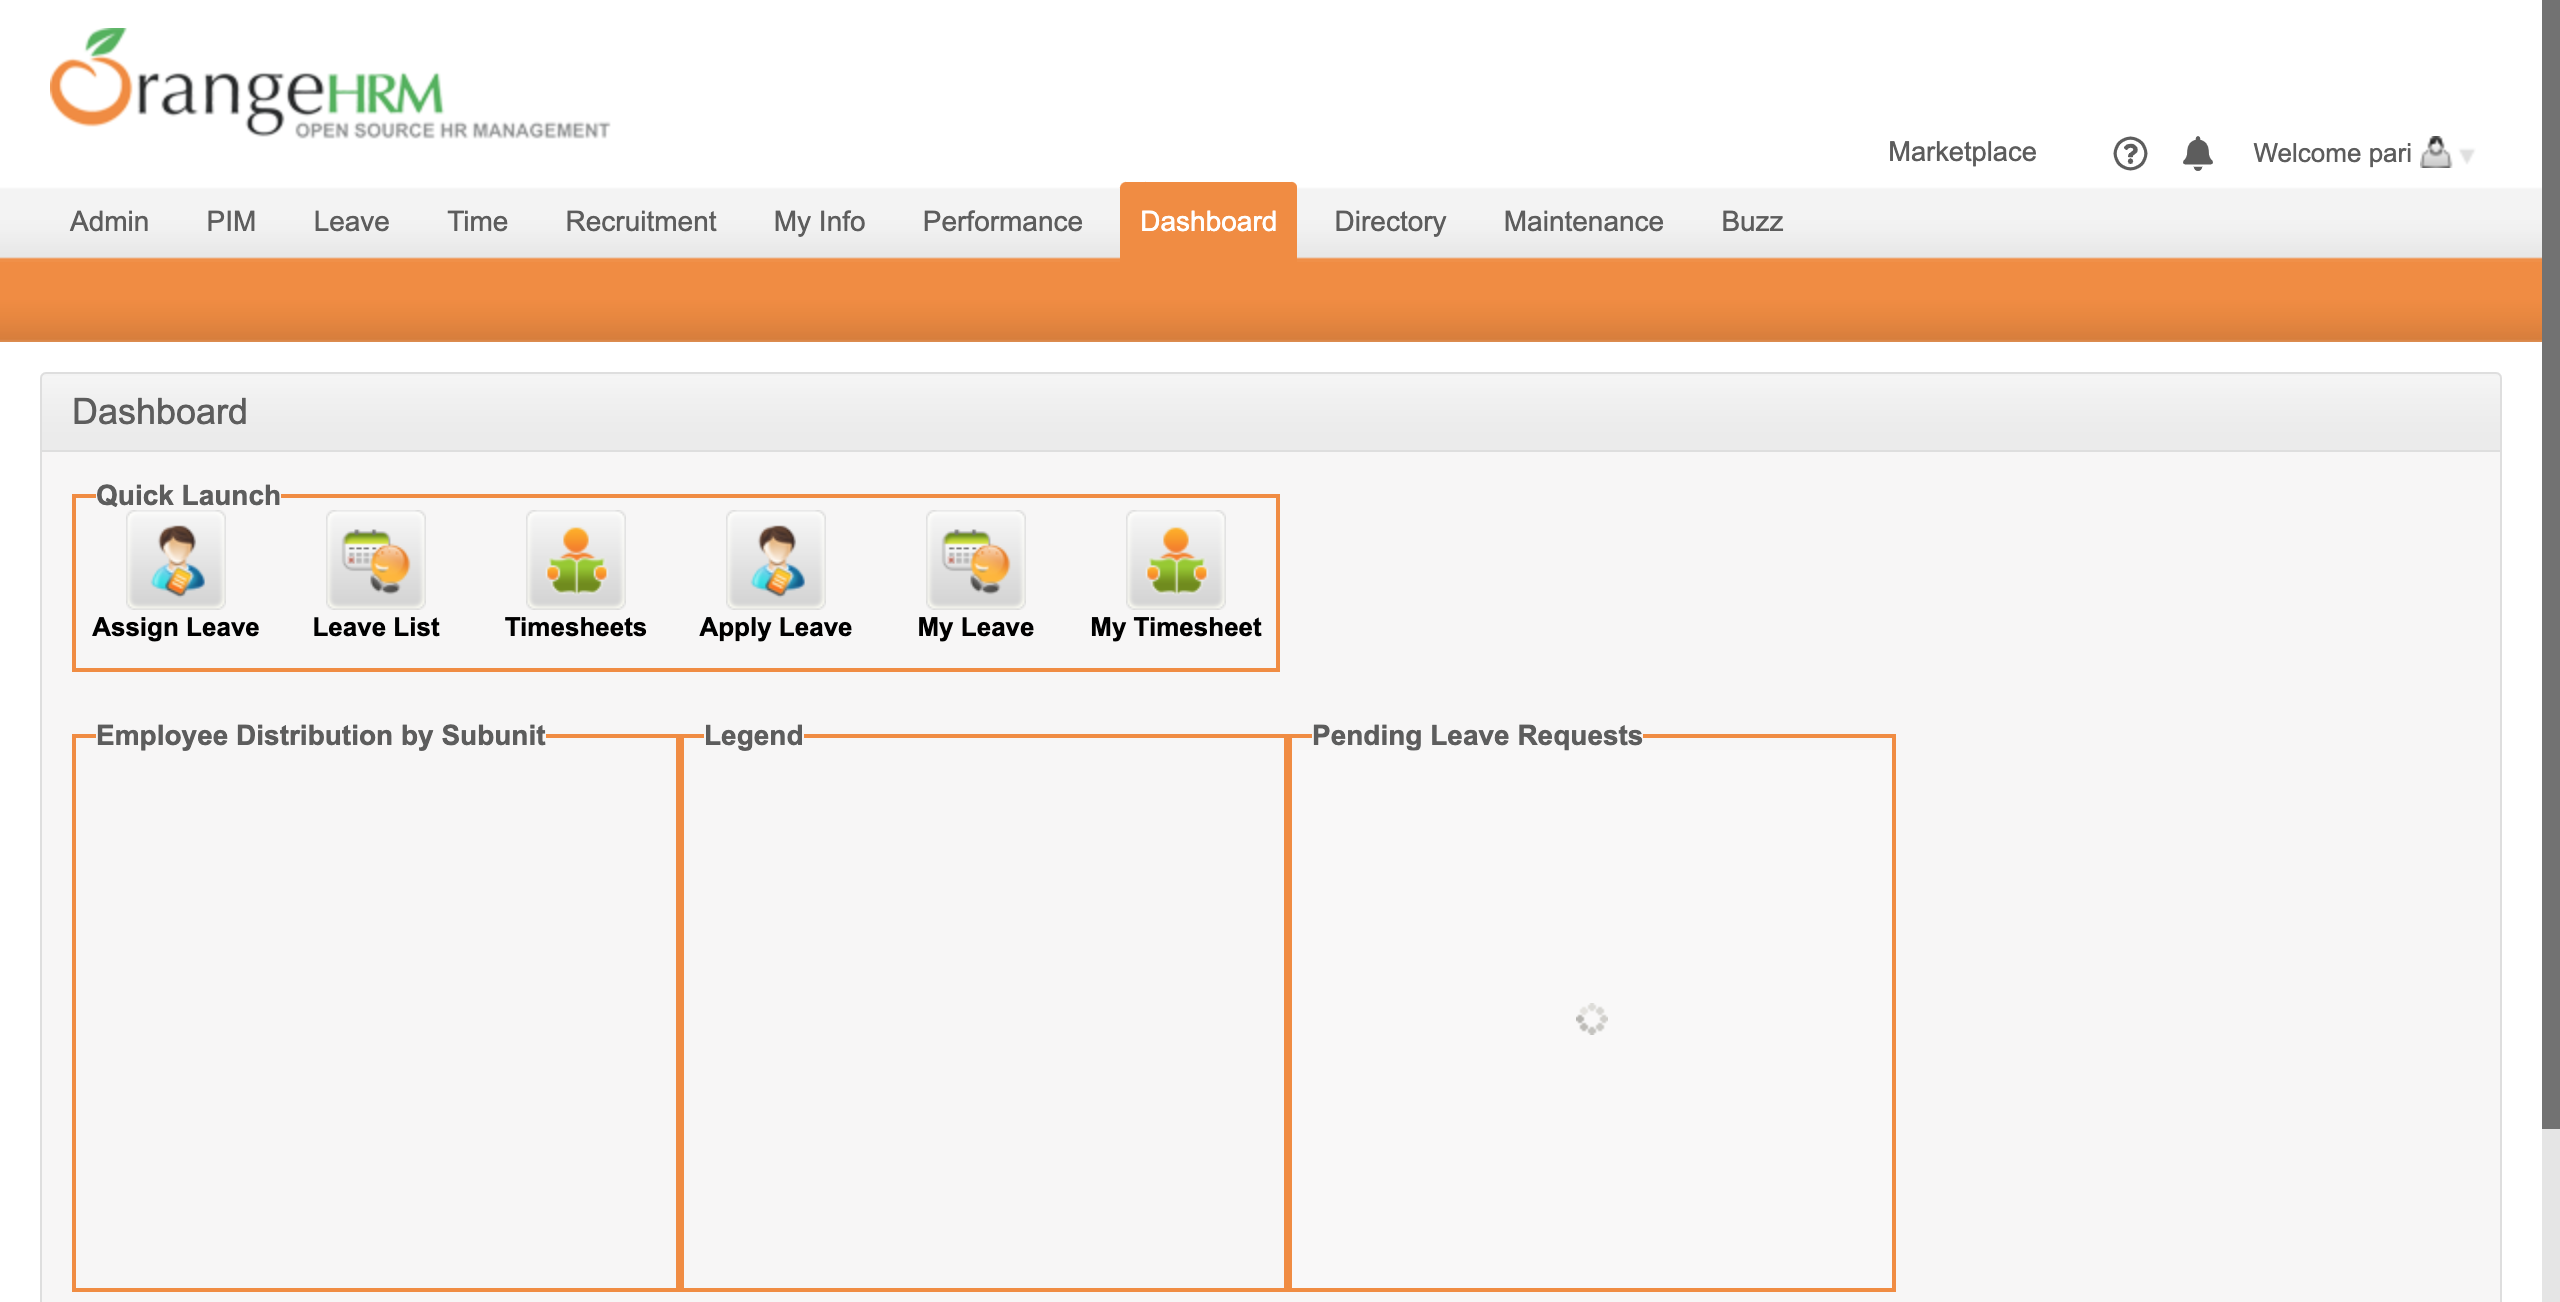 OrangeHRM
OPEN SOURCE HR MANAGEMENT
Marketplace ? Welcome pari
Admin PIM Leave Time Recruitment My Info Performance Dashboard Directory Maintenance Buzz
Dashboard
Quick Launch
Assign Leave Leave List Timesheets Apply Leave My Leave My Timesheet
Employee Distribution by Subunit Legend Pending Leave Requests